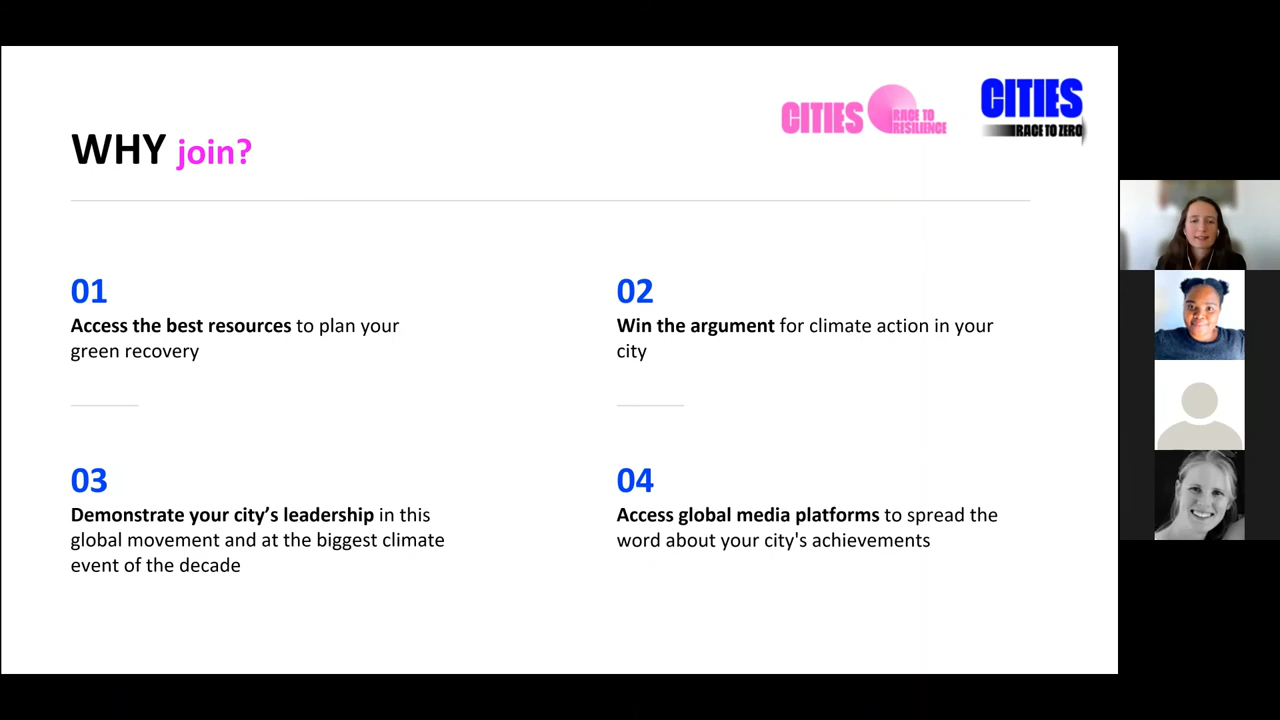 CITIES
RACE TO
RESILIENCE
CITIES
RACE TO ZERO
WHY join?
01
Access the best resources to plan your
green recovery
02
Win the argument for climate action in your
city
03
Demonstrate your city’s leadership in this
global movement and at the biggest climate
event of the decade
04
Access global media platforms to spread the
word about your city's achievements